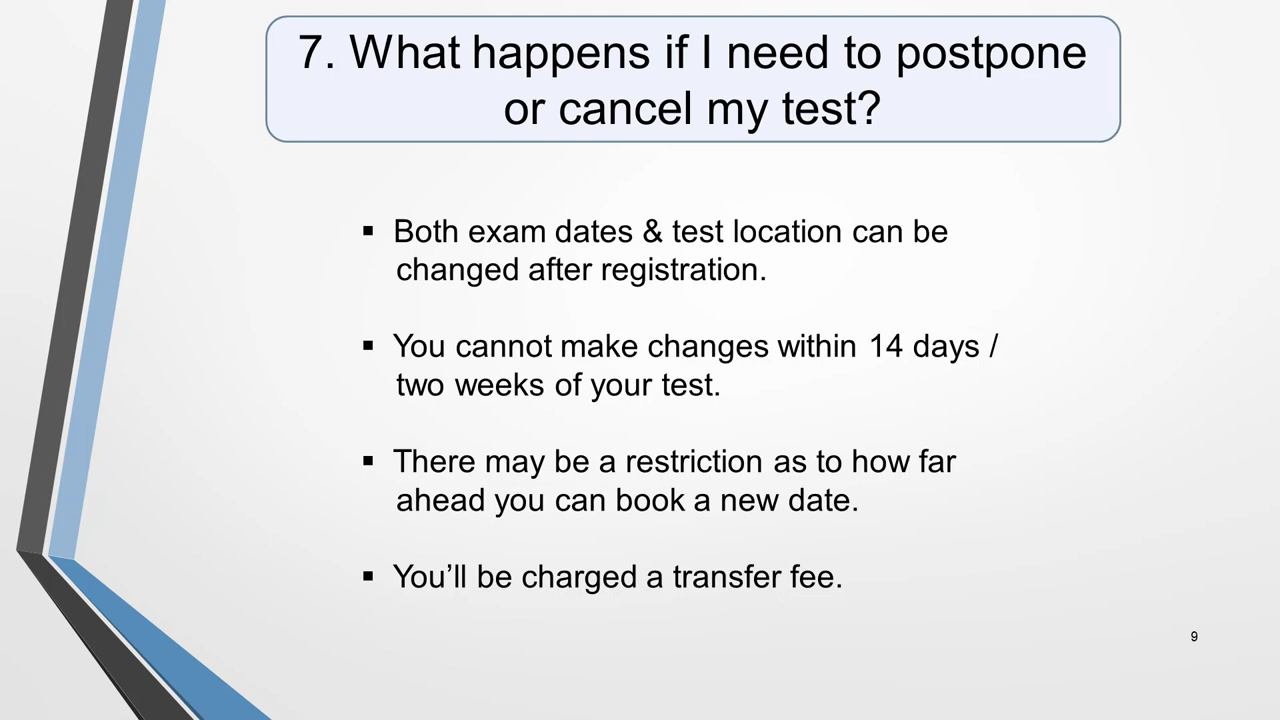 7. What happens if I need to postpone
or cancel my test?
▪ Both exam dates & test location can be
changed after registration.
▪ You cannot make changes within 14 days /
two weeks of your test.
▪ There may be a restriction as to how far
ahead you can book a new date.
▪ You’ll be charged a transfer fee.
9